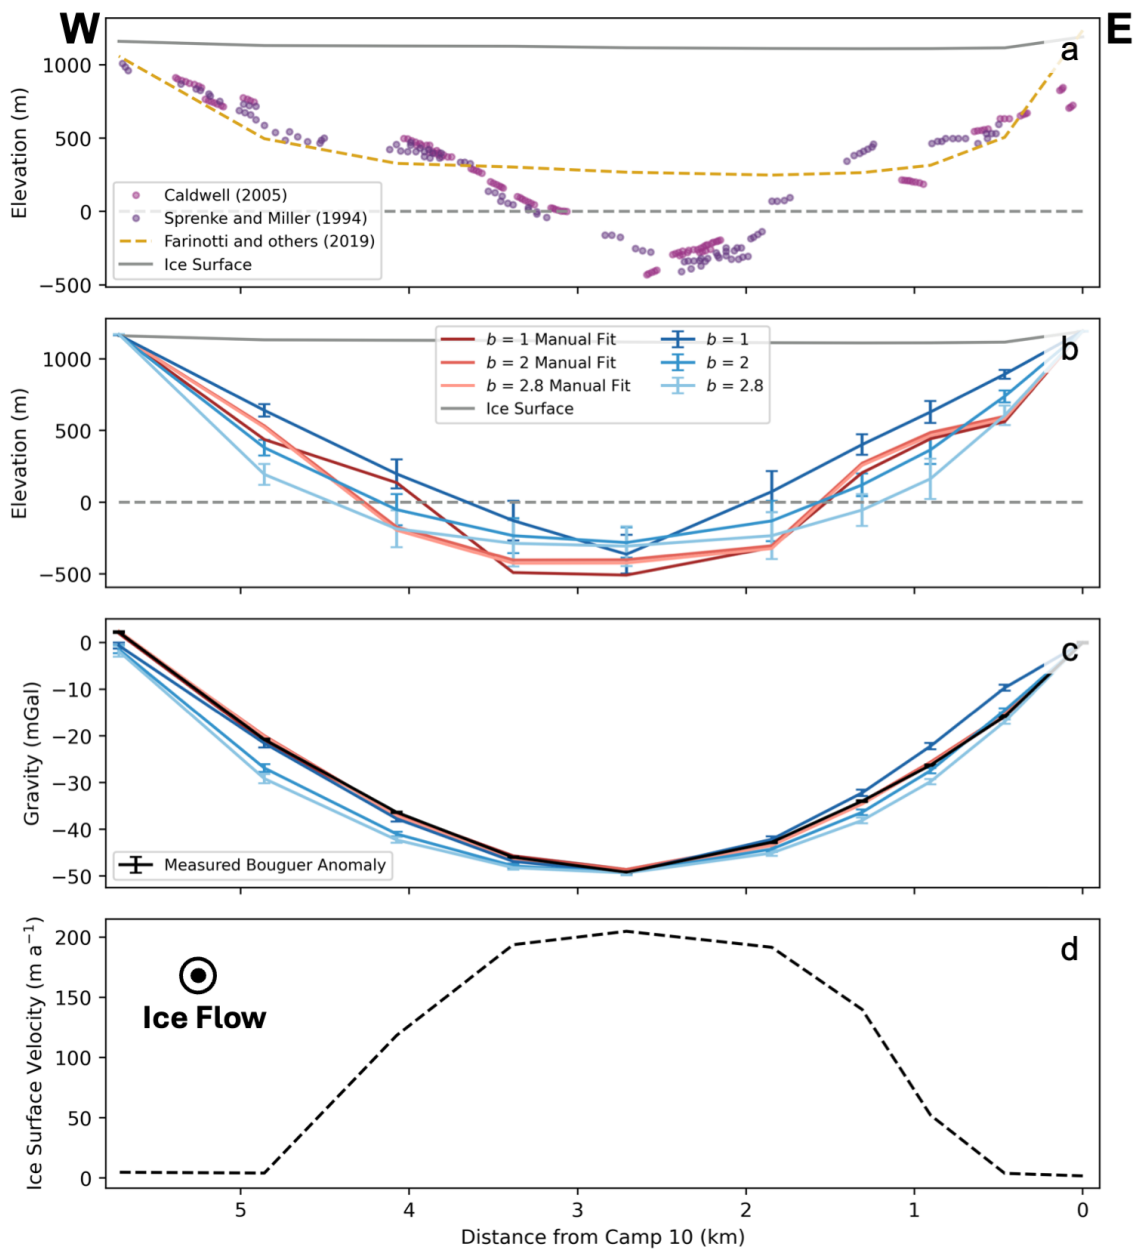 W
E
a
Elevation (m)
1000
500
0
−500
Caldwell (2005)
Sprenke and Miller (1994)
Farinotti and others (2019)
Ice Surface
b
Elevation (m)
1000
500
0
−500
b = 1 Manual Fit
b = 2 Manual Fit
b = 2.8 Manual Fit
Ice Surface
b = 1
b = 2
b = 2.8
c
Gravity (mGal)
0
−10
−20
−30
−40
−50
Measured Bouguer Anomaly
d
Ice Surface Velocity (m a⁻¹)
200
150
100
50
0
Ice Flow
5 4 3 2 1 0
Distance from Camp 10 (km)